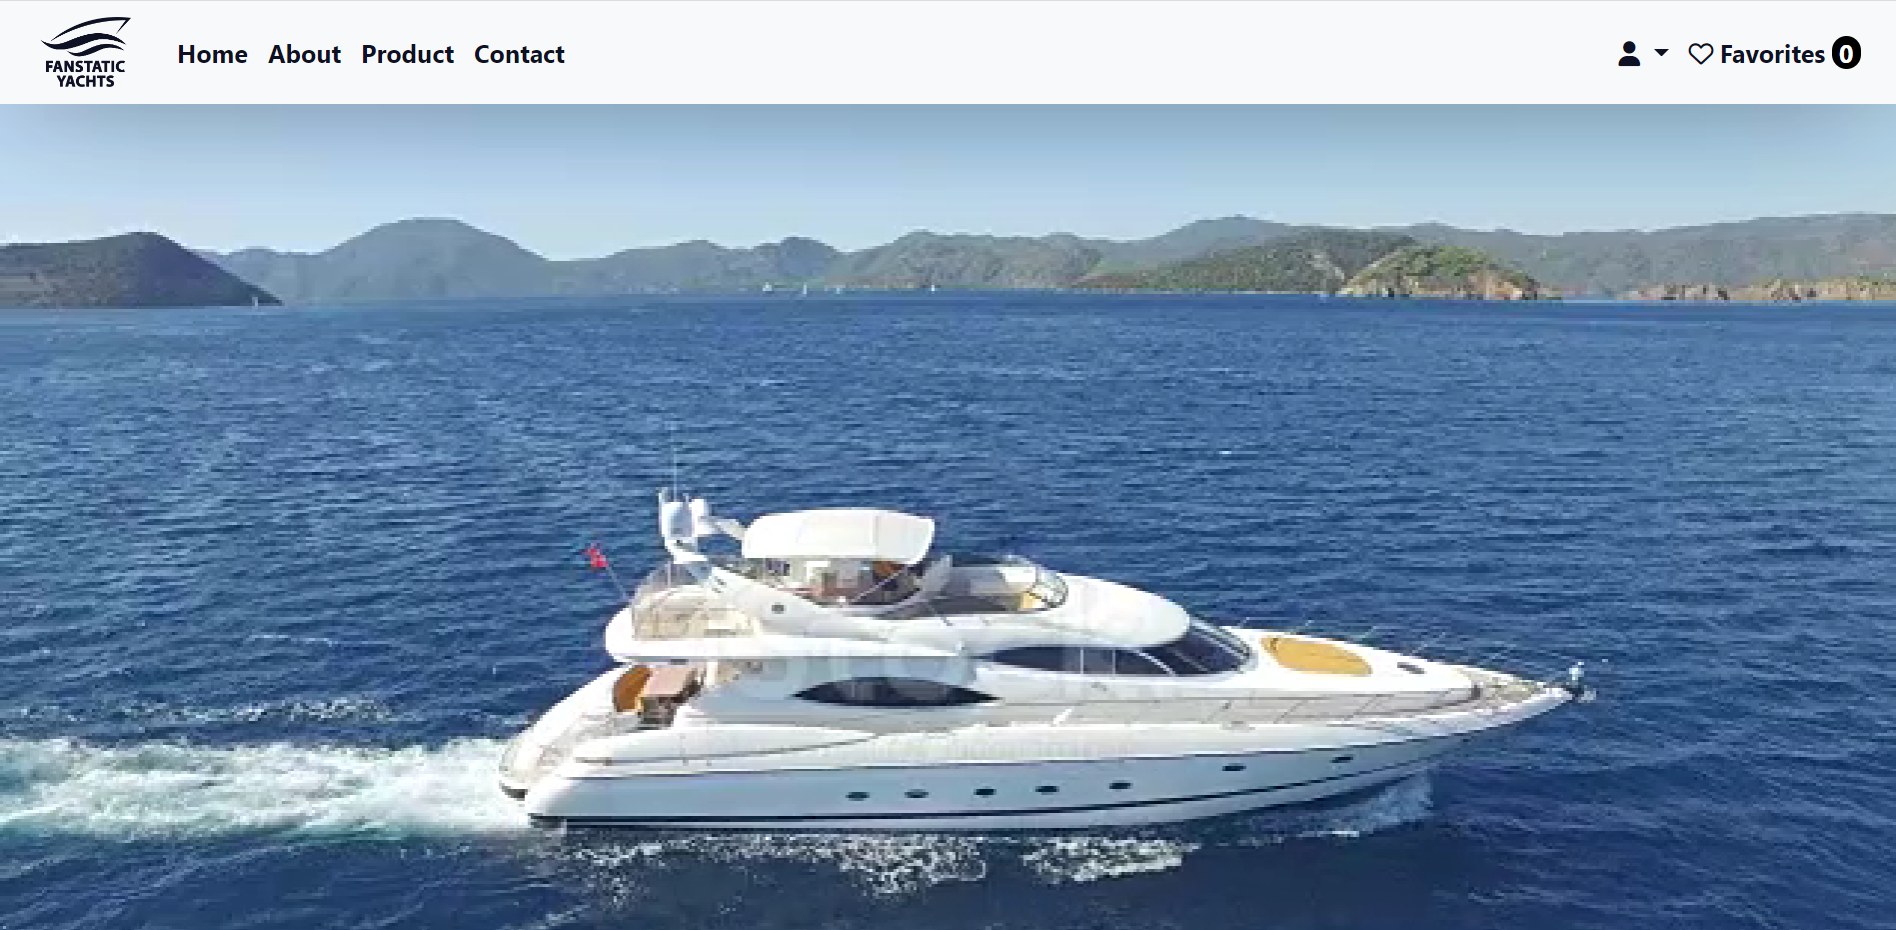 FANSTATIC
YACHTS
Home About Product Contact
Favorites 0